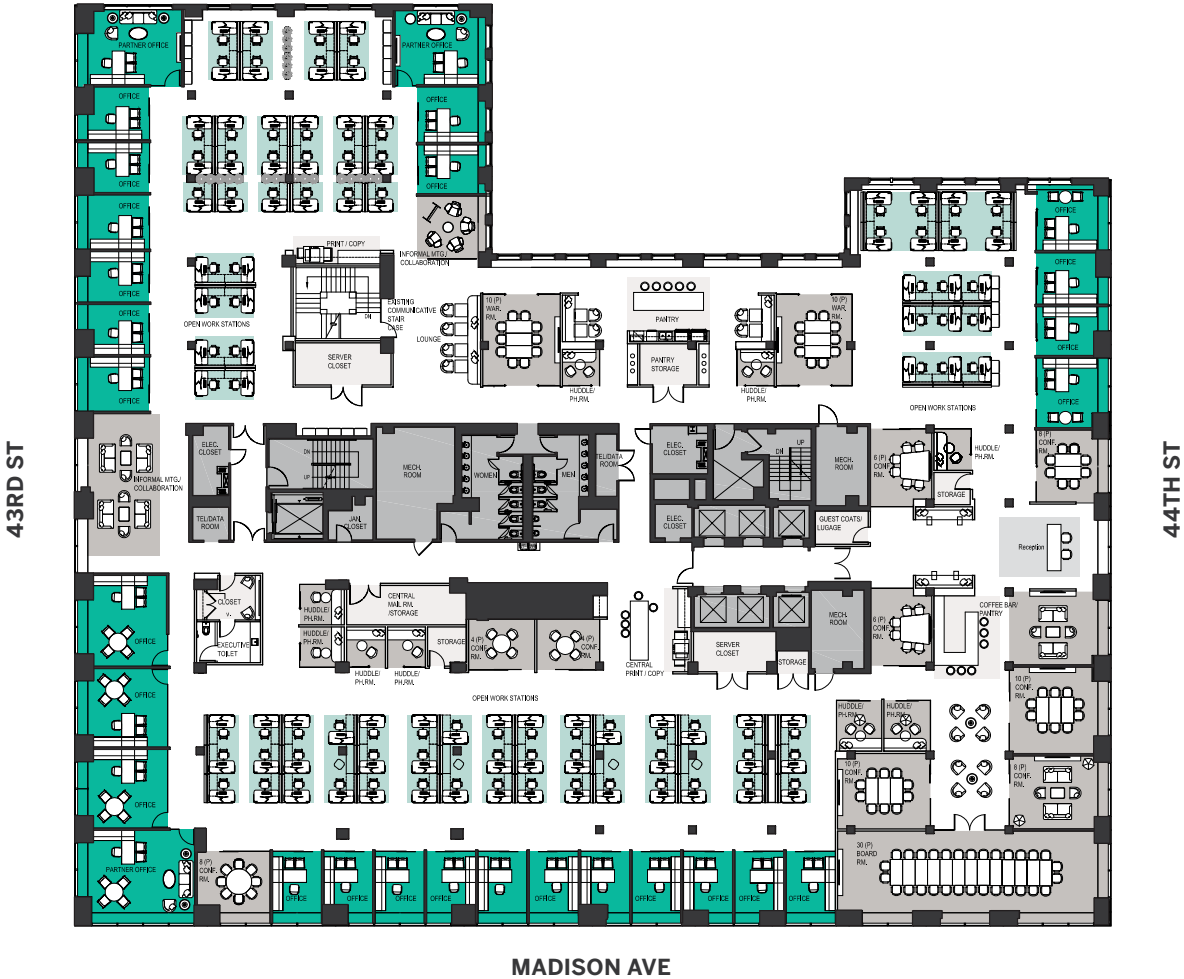 PARTNER OFFICE
PARTNER OFFICE
OFFICE
OFFICE
OFFICE
OFFICE
OFFICE
OFFICE
OFFICE
PRINT / COPY
INFORMAL MTG./
COLLABORATION
OFFICE
OFFICE
EXISTING
COMMUNICATIVE
STAIR
CASE
DN
10 (P)
WAR.
RM.
PANTRY
10 (P)
WAR.
RM.
OFFICE
OFFICE
OPEN WORK STATIONS
LOUNGE
OFFICE
SERVER
CLOSET
PANTRY
STORAGE
OFFICE
HUDDLE/
PH.RM.
HUDDLE/
PH.RM.
OFFICE
OPEN WORK STATIONS
OFFICE
43RD ST
44TH ST
INFORMAL MTG./
COLLABORATION
ELEC.
CLOSET
DN
UP
MECH.
ROOM
WOMEN
MEN
TEL/DATA
ROOM
ELEC.
CLOSET
UP
DN
MECH.
ROOM
6 (P)
CONF.
RM.
HUDDLE/
PH.RM.
8 (P)
CONF.
RM.
STORAGE
TEL/DATA
ROOM
JAN.
CLOSET
ELEC.
CLOSET
GUEST COATS/
LUGAGE
Reception
OFFICE
CLOSET
V.
EXECUTIVE
TOILET
HUDDLE/
PH.RM.
HUDDLE/
PH.RM.
CENTRAL
MAIL RM.
/STORAGE
STORAGE
HUDDLE/
PH.RM.
HUDDLE/
PH.RM.
4 (P)
CONF.
RM.
4 (P)
CONF.
RM.
CENTRAL
PRINT / COPY
SERVER
CLOSET
STORAGE
MECH.
ROOM
6 (P)
CONF.
RM.
COFFEE BAR/
PANTRY
OFFICE
OPEN WORK STATIONS
HUDDLE/
PH.RM.
HUDDLE/
PH.RM.
10 (P)
CONF.
RM.
OFFICE
10 (P)
CONF.
RM.
8 (P)
CONF.
RM.
PARTNER OFFICE
8 (P)
CONF.
RM.
OFFICE
OFFICE
OFFICE
OFFICE
OFFICE
OFFICE
OFFICE
OFFICE
OFFICE
OFFICE
OFFICE
30 (P)
BOARD
RM.
MADISON AVE